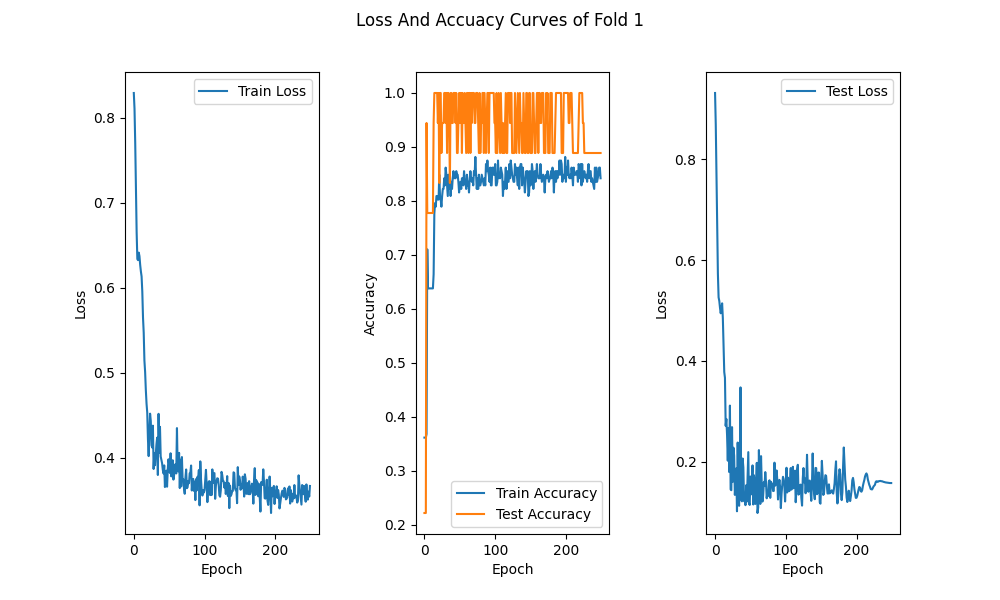 Loss And Accuacy Curves of Fold 1
Train Loss
0.8
0.7
0.6
0.5
0.4
Loss
0
100
200
Epoch
1.0
0.9
0.8
0.7
0.6
0.5
0.4
0.3
0.2
Accuracy
Train Accuracy
Test Accuracy
0
100
200
Epoch
Test Loss
0.8
0.6
0.4
0.2
Loss
0
100
200
Epoch